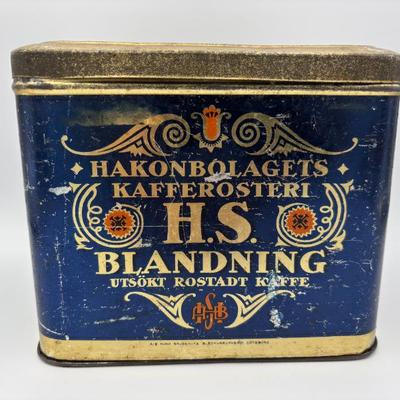 HAKONBOLAGETS
KAFFEROSTERI
H.S.
BLANDNING
UTSÖKT ROSTADT KAFFE